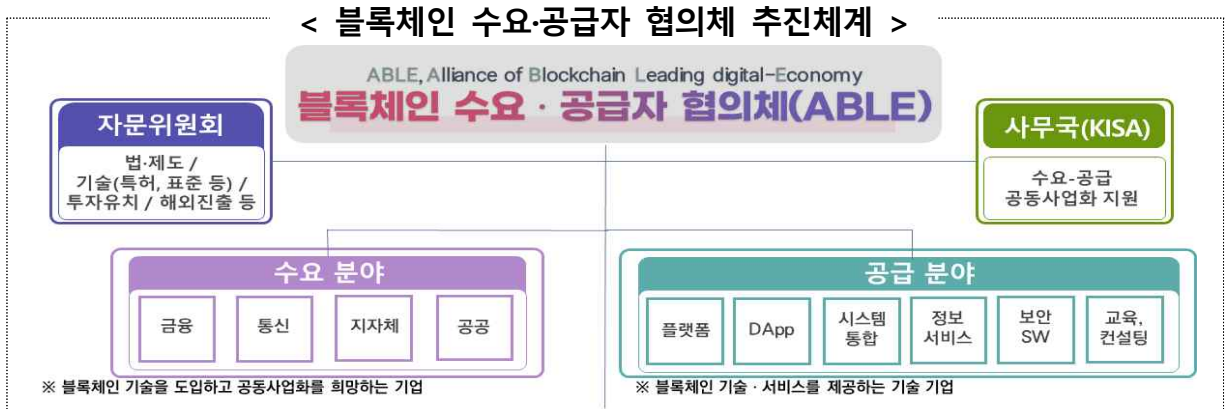 < 블록체인 수요·공급자 협의체 추진체계 >
ABLE, Alliance of Blockchain Leading digital-Economy
블록체인 수요 · 공급자 협의체(ABLE)
자문위원회
법·제도 /
기술(특허, 표준 등) /
투자유치 / 해외진출 등
사무국(KISA)
수요-공급
공동사업화 지원
수요 분야
금융
통신
지자체
공공
※ 블록체인 기술을 도입하고 공동사업화를 희망하는 기업
공급 분야
플랫폼
DApp
시스템
통합
정보
서비스
보안
SW
교육,
컨설팅
※ 블록체인 기술 · 서비스를 제공하는 기술 기업